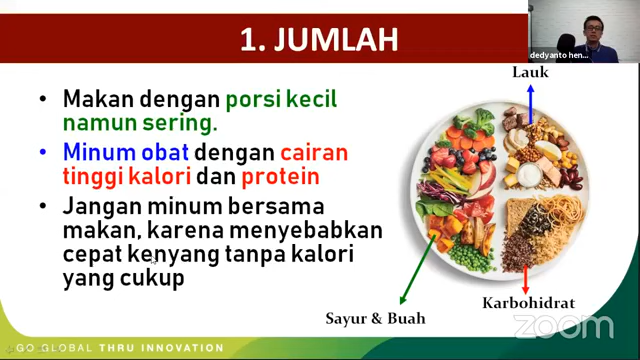 1. JUMLAH
dedyanto hen...
Lauk
• Makan dengan porsi kecil
namun sering.
• Minum obat dengan cairan
tinggi kalori dan protein
• Jangan minum bersama
makan, karena menyebabkan
cepat kenyang tanpa kalori
yang cukup
Sayur & Buah
Karbohidrat
zoom
GO GLOBAL THRU INNOVATION